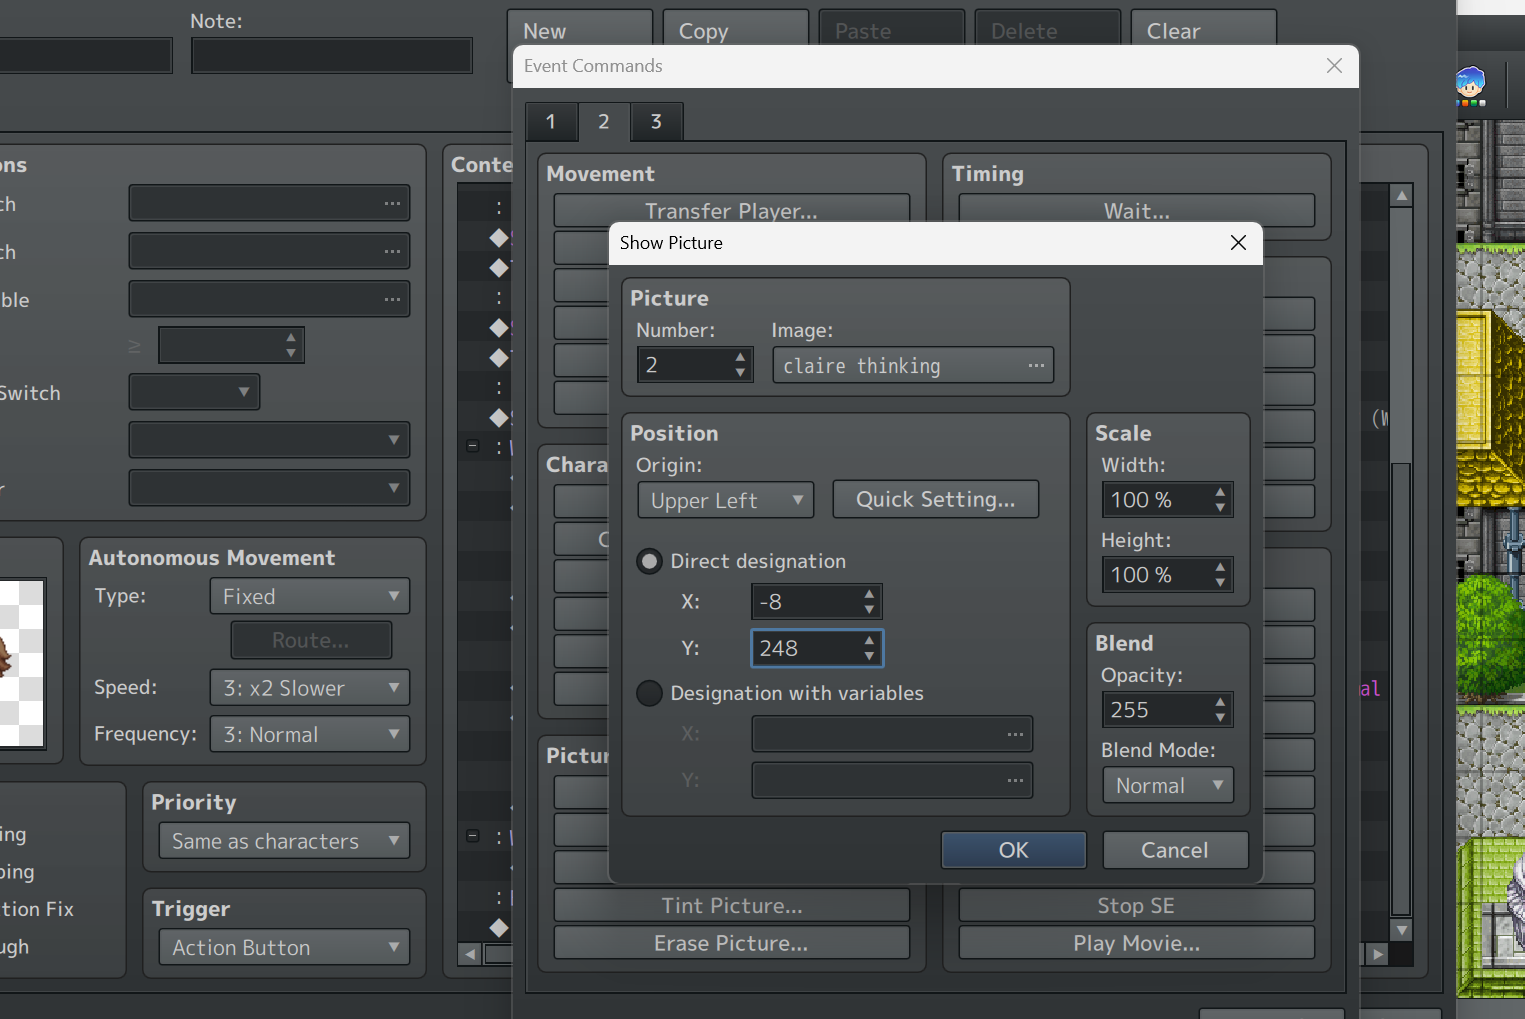 Note:
New
Copy
Paste
Delete
Clear
Event Commands
1
2
3
ons
Conte
Movement
Timing
ch
Transfer Player...
Wait...
Show Picture
ch
Picture
ble
Number:
Image:
≥
2
claire thinking
Switch
Position
Scale
Origin:
Width:
Upper Left
Quick Setting...
100 %
Chara
r
Height:
Direct designation
100 %
Autonomous Movement
X:
-8
Type:
Fixed
Route...
Y:
248
Blend
Opacity:
Speed:
3: x2 Slower
Designation with variables
al
255
Frequency:
3: Normal
X:
Blend Mode:
Pictur
Y:
Normal
Priority
ing
Same as characters
OK
Cancel
ping
Trigger
tion Fix
Tint Picture...
Stop SE
ugh
Action Button
Erase Picture...
Play Movie...